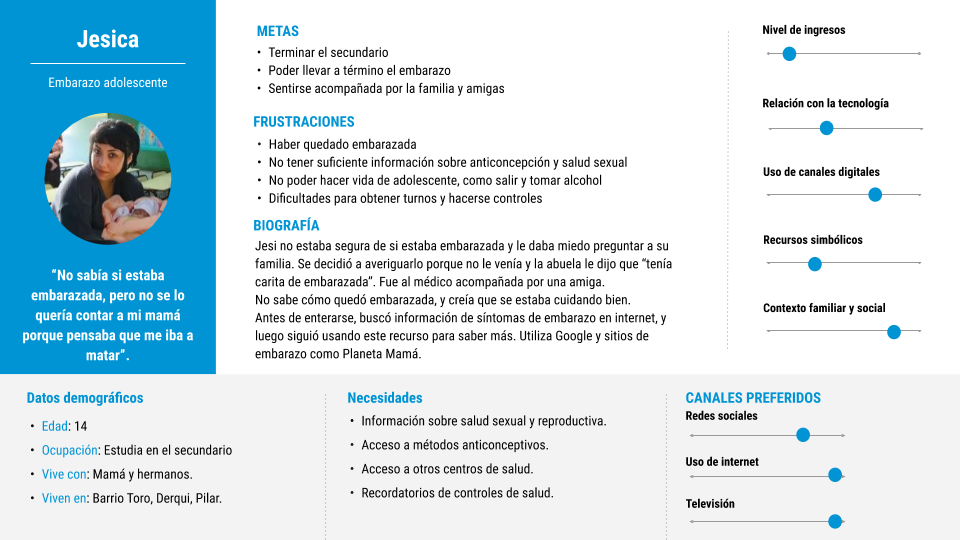 Jesica
Embarazo adolescente
“No sabía si estaba
embarazada, pero no se lo
quería contar a mi mamá
porque pensaba que me iba a
matar”.
METAS
• Terminar el secundario
• Poder llevar a término el embarazo
• Sentirse acompañada por la familia y amigas
FRUSTRACIONES
• Haber quedado embarazada
• No tener suficiente información sobre anticoncepción y salud sexual
• No poder hacer vida de adolescente, como salir y tomar alcohol
• Dificultades para obtener turnos y hacerse controles
BIOGRAFÍA
Jesi no estaba segura de si estaba embarazada y le daba miedo preguntar a su
familia. Se decidió a averiguarlo porque no le venía y la abuela le dijo que “tenía
carita de embarazada”. Fue al médico acompañada por una amiga.
No sabe cómo quedó embarazada, y creía que se estaba cuidando bien.
Antes de enterarse, buscó información de síntomas de embarazo en internet, y
luego siguió usando este recurso para saber más. Utiliza Google y sitios de
embarazo como Planeta Mamá.
Nivel de ingresos
Relación con la tecnología
Uso de canales digitales
Recursos simbólicos
Contexto familiar y social
Datos demográficos
• Edad: 14
• Ocupación: Estudia en el secundario
• Vive con: Mamá y hermanos.
• Viven en: Barrio Toro, Derqui, Pilar.
Necesidades
• Información sobre salud sexual y reproductiva.
• Acceso a métodos anticonceptivos.
• Acceso a otros centros de salud.
• Recordatorios de controles de salud.
CANALES PREFERIDOS
Redes sociales
Uso de internet
Televisión